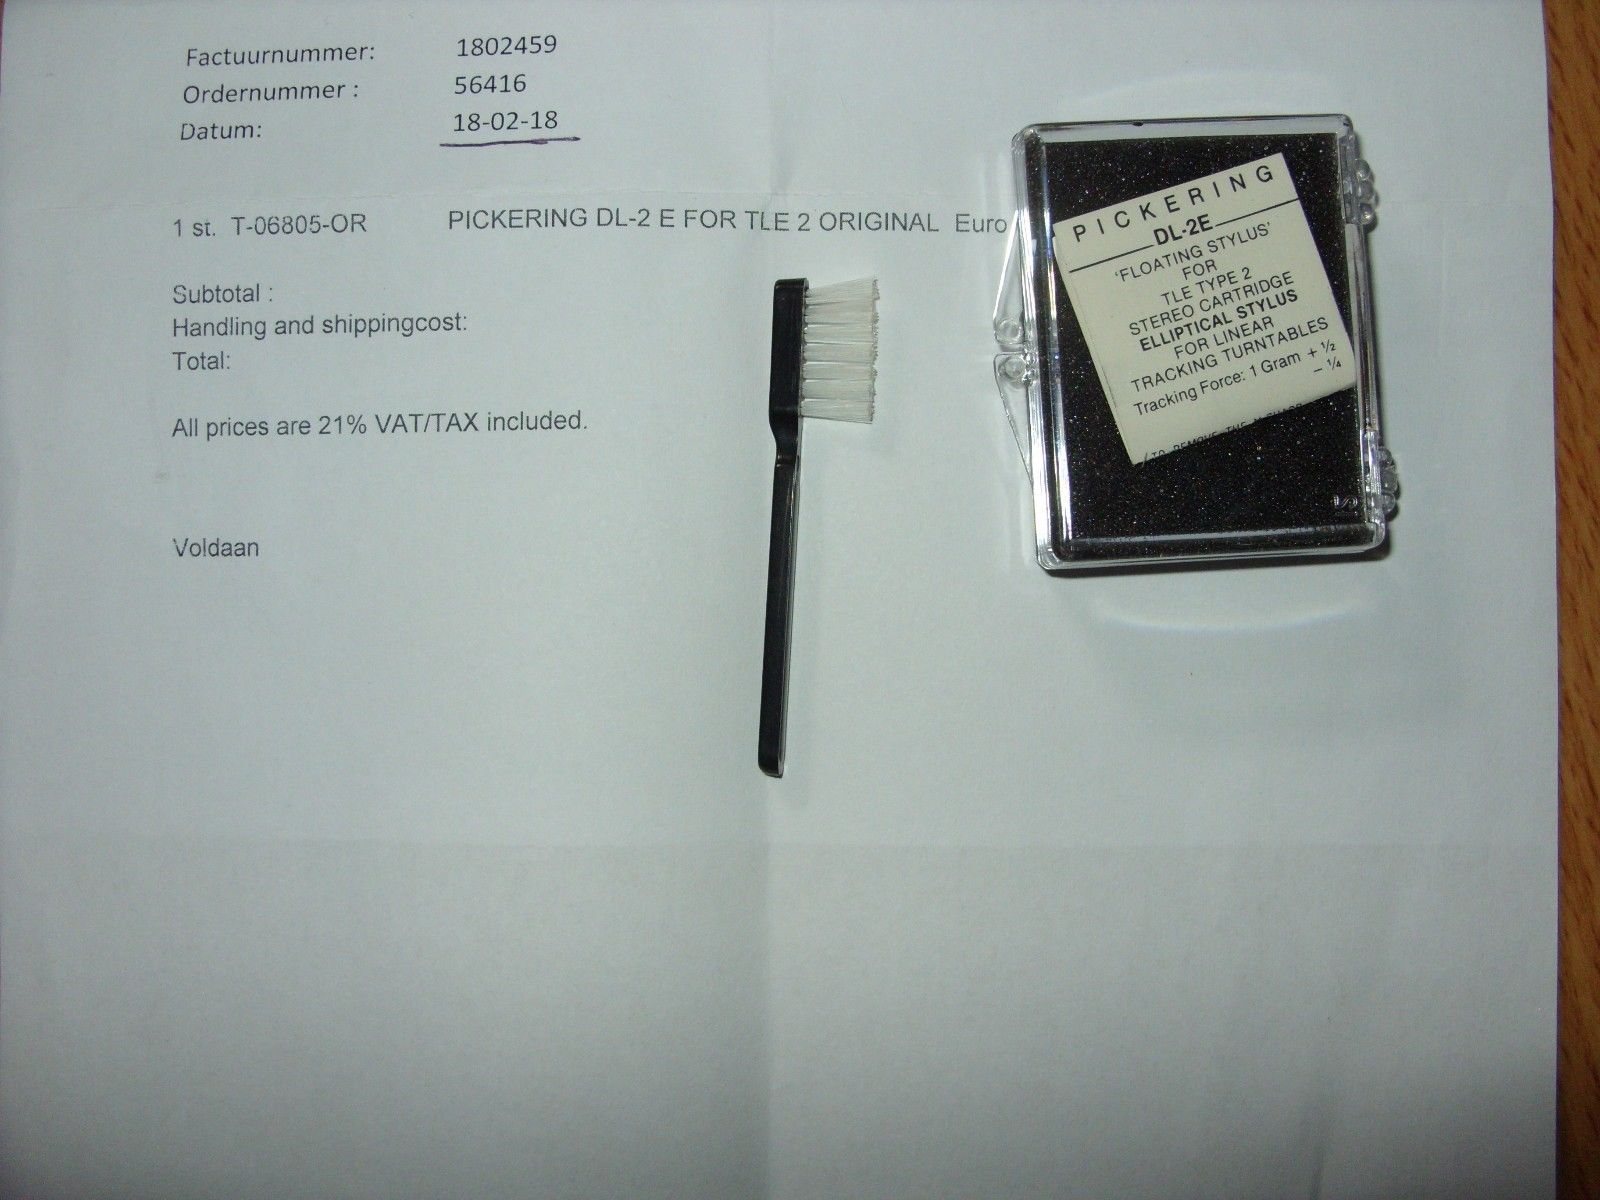 Factuurnummer: 1802459
Ordernummer : 56416
Datum: 18-02-18
1 st. T-06805-OR PICKERING DL-2 E FOR TLE 2 ORIGINAL Euro
Subtotal :
Handling and shippingcost:
Total:
All prices are 21% VAT/TAX included.
Voldaan
PICKERING
DL-2E
'FLOATING STYLUS'
FOR
TLE TYPE 2
STEREO CARTRIDGE
ELLIPTICAL STYLUS
FOR LINEAR
TRACKING TURNTABLES
Tracking Force: 1 Gram + ½
− ¼
TO REMOVE THE